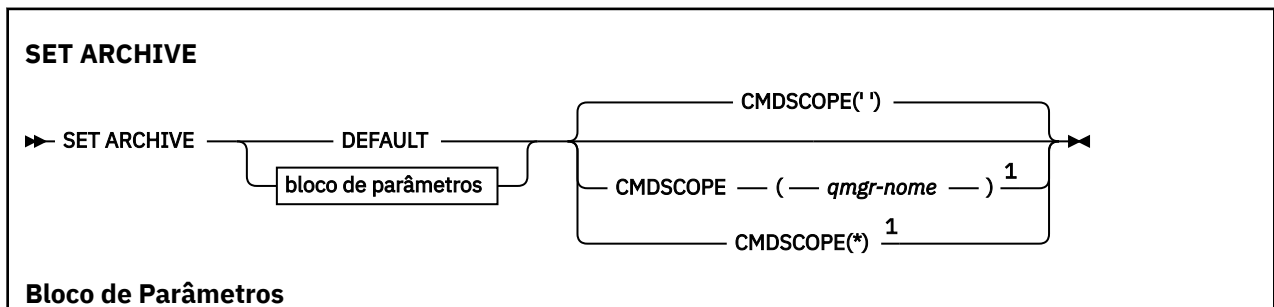 SET ARCHIVE
CMDSCOPE(' ')
SET ARCHIVE DEFAULT
bloco de parâmetros
CMDSCOPE ( qmgr-nome ) 1
CMDSCOPE(*) 1
Bloco de Parâmetros